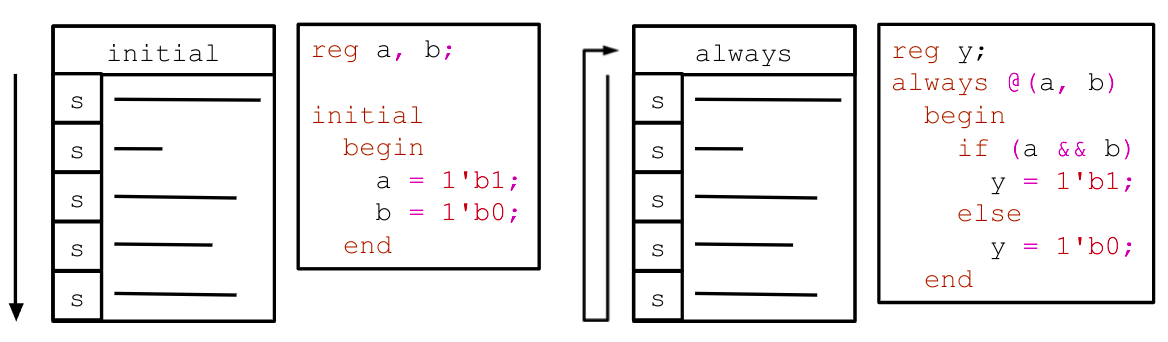 initial
s
s
s
s
s
reg a, b;
initial
begin
a = 1'b1;
b = 1'b0;
end
always
s
s
s
s
s
reg y;
always @(a, b)
begin
if (a && b)
y = 1'b1;
else
y = 1'b0;
end